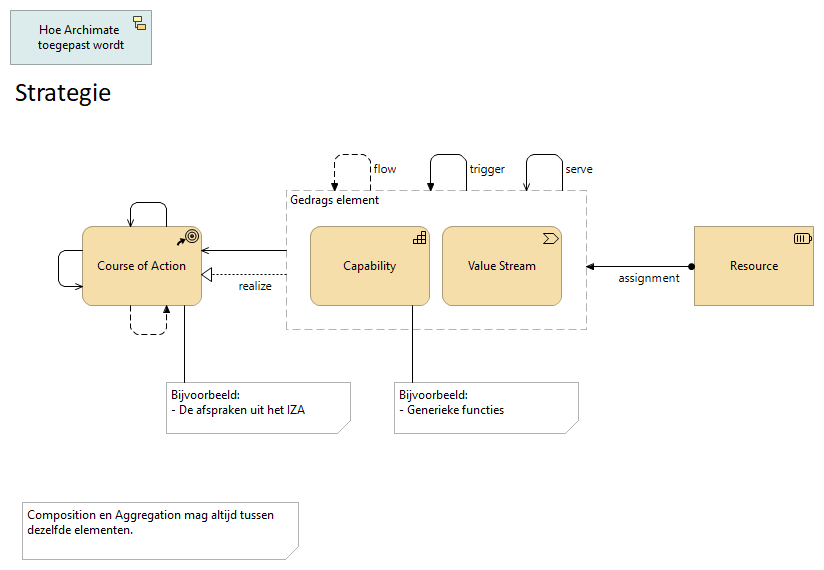 Hoe Archimate
toegepast wordt
Strategie
flow
trigger
serve
Gedrags element
Course of Action
Capability
Value Stream
Resource
realize
assignment
Bijvoorbeeld:
- De afspraken uit het IZA
Bijvoorbeeld:
- Generieke functies
Composition en Aggregation mag altijd tussen
dezelfde elementen.